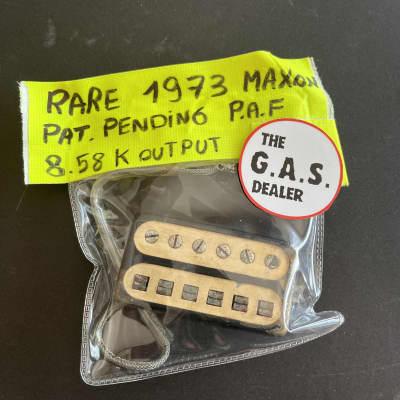 RARE 1973 MAXON
PAT. PENDING P.A.F
8.58 K OUTPUT
THE
G.A.S.
DEALER